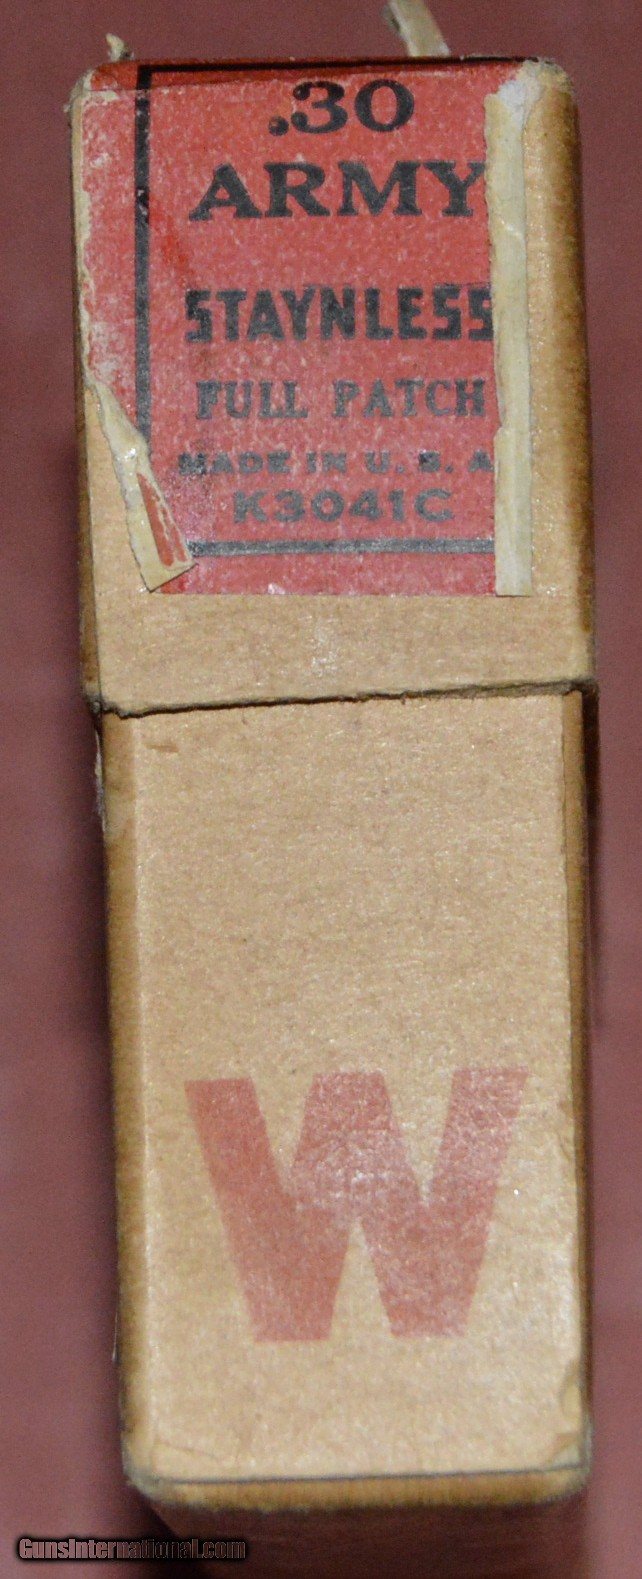 .30
ARMY
STAYNLESS
FULL PATCH
MADE IN U. S. A
K3041C
W
GunsInternational.com